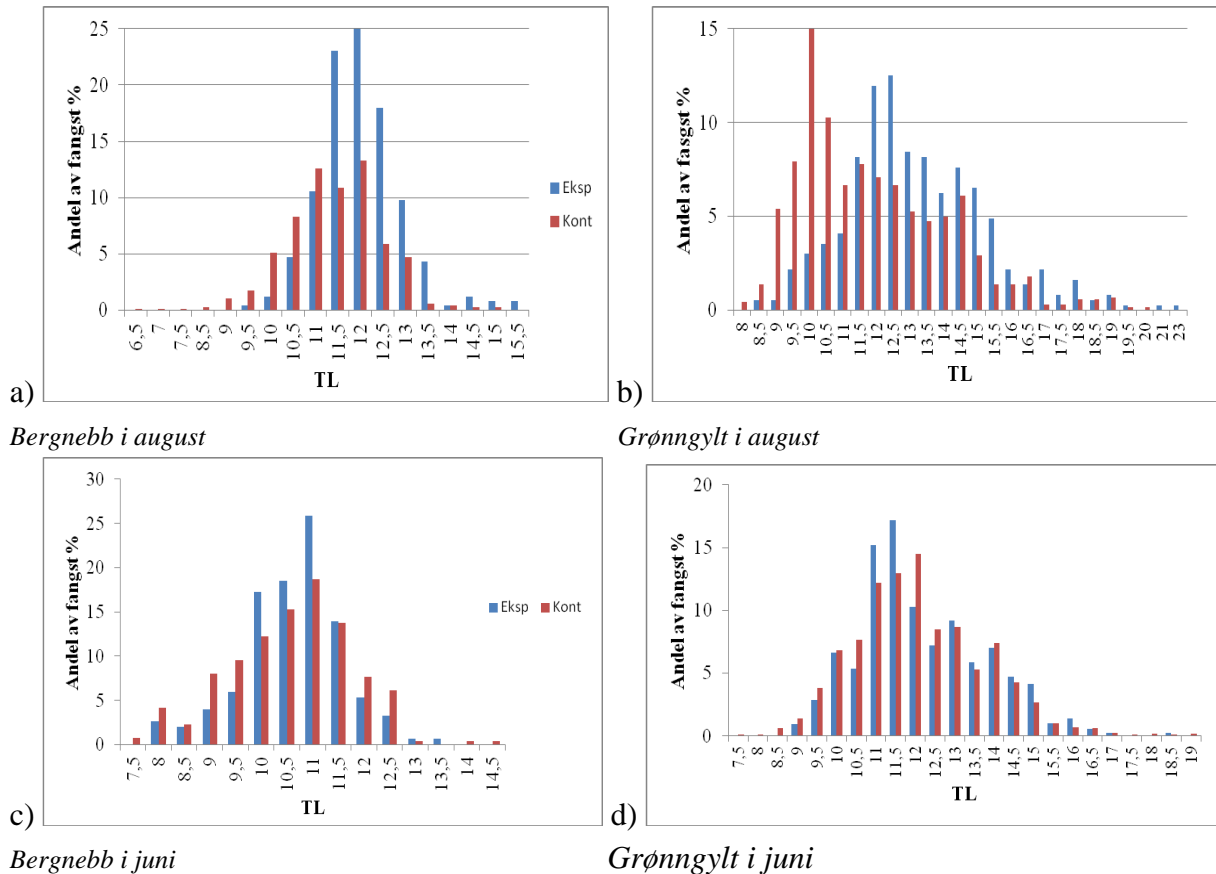 Andel av fangst %
25
20
15
10
5
0
6,5 7 7,5 8,5 9 9,5 10 10,5 11 11,5 12 12,5 13 13,5 14 14,5 15 15,5
TL
Eksp
Kont
a)
Andel av fasgst %
15
10
5
0
8 8,5 9 9,5 10 10,5 11 11,5 12 12,5 13 13,5 14 14,5 15 15,5 16 16,5 17 17,5 18 18,5 19 19,5 20 21 23
TL
b)
Bergnebb i august
Grønngylt i august
Andel av fangst %
30
25
20
15
10
5
0
7,5 8 8,5 9 9,5 10 10,5 11 11,5 12 12,5 13 13,5 14 14,5
TL
Eksp Kont
c)
Andel av fangst %
20
15
10
5
0
7,5 8 8,5 9 9,5 10 10,5 11 11,5 12 12,5 13 13,5 14 14,5 15 15,5 16 16,5 17 17,5 18 18,5 19
TL
d)
Bergnebb i juni
Grønngylt i juni